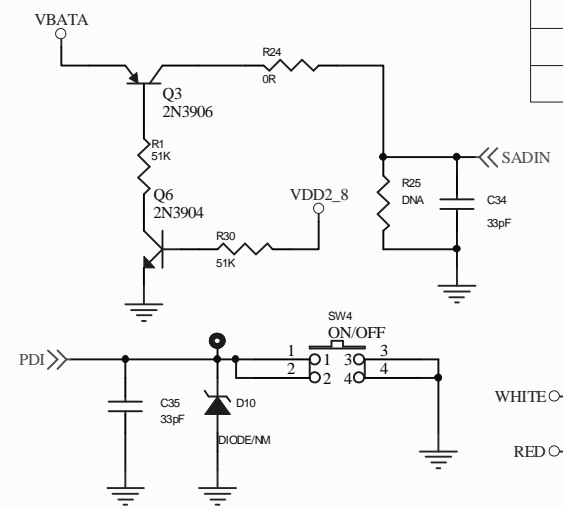 VBATA
R24
0R
Q3
2N3906
R1
51K
SADIN
R25
DNA
C34
33pF
Q6
2N3904
VDD2_8
R30
51K
SW4
ON/OFF
PDI
1 1 3 3
2 2 4 4
C35
33pF
D10
DIODE/NM
WHITE
RED